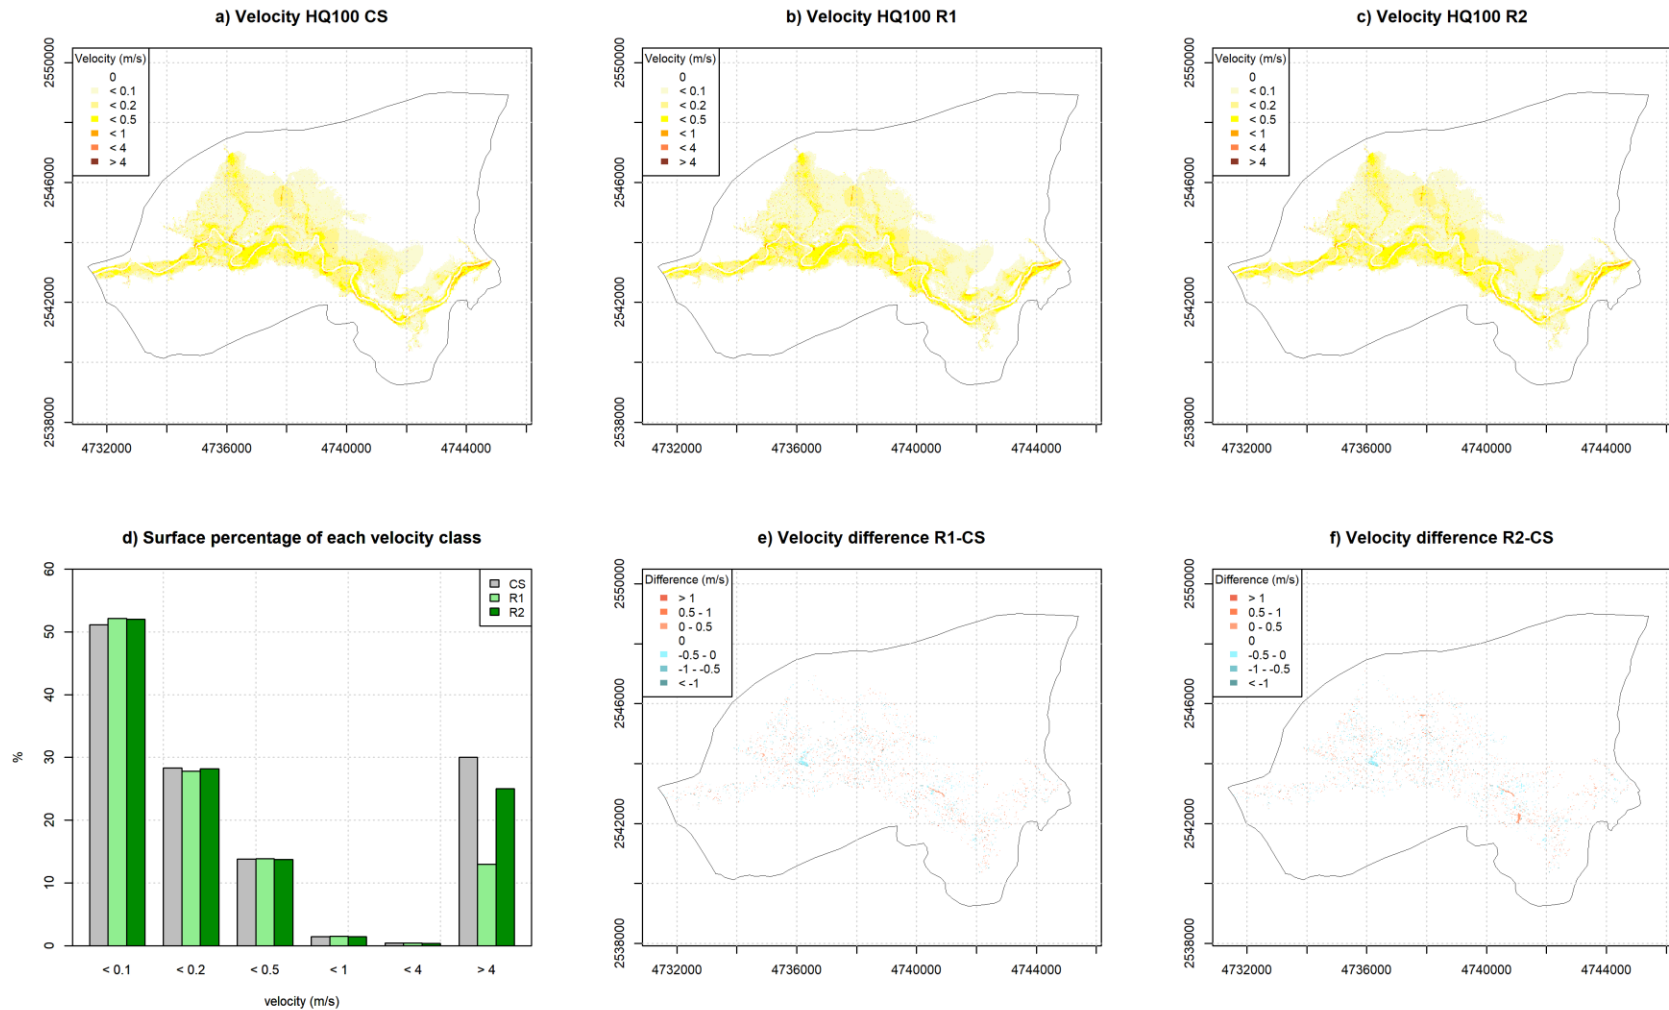 a) Velocity HQ100 CS
Velocity (m/s)
0
< 0.1
< 0.2
< 0.5
< 1
< 4
> 4
2550000
2546000
2542000
2538000
4732000 4736000 4740000 4744000
b) Velocity HQ100 R1
Velocity (m/s)
0
< 0.1
< 0.2
< 0.5
< 1
< 4
> 4
2550000
2546000
2542000
2538000
4732000 4736000 4740000 4744000
c) Velocity HQ100 R2
Velocity (m/s)
0
< 0.1
< 0.2
< 0.5
< 1
< 4
> 4
2550000
2546000
2542000
2538000
4732000 4736000 4740000 4744000
d) Surface percentage of each velocity class
CS
R1
R2
%
60
50
40
30
20
10
0
< 0.1 < 0.2 < 0.5 < 1 < 4 > 4
velocity (m/s)
e) Velocity difference R1-CS
Difference (m/s)
> 1
0.5 - 1
0 - 0.5
0
-0.5 - 0
-1 - -0.5
< -1
2550000
2546000
2542000
2538000
4732000 4736000 4740000 4744000
f) Velocity difference R2-CS
Difference (m/s)
> 1
0.5 - 1
0 - 0.5
0
-0.5 - 0
-1 - -0.5
< -1
2550000
2546000
2542000
2538000
4732000 4736000 4740000 4744000